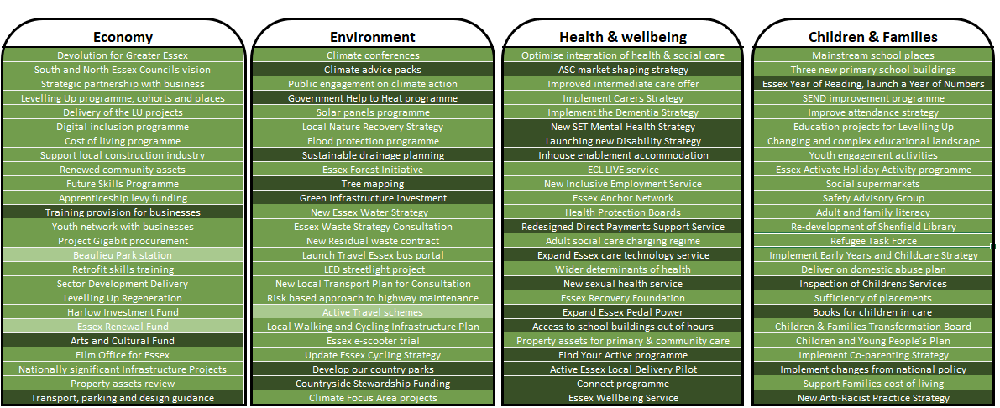 Economy
Devolution for Greater Essex
South and North Essex Councils vision
Strategic partnership with business
Levelling Up programme, cohorts and places
Delivery of the LU projects
Digital inclusion programme
Cost of living programme
Support local construction industry
Renewed community assets
Future Skills Programme
Apprenticeship levy funding
Training provision for businesses
Youth network with businesses
Project Gigabit procurement
Beaulieu Park station
Retrofit skills training
Sector Development Delivery
Levelling Up Regeneration
Harlow Investment Fund
Essex Renewal Fund
Arts and Cultural Fund
Film Office for Essex
Nationally significant Infrastructure Projects
Property assets review
Transport, parking and design guidance
Environment
Climate conferences
Climate advice packs
Public engagement on climate action
Government Help to Heat programme
Solar panels programme
Local Nature Recovery Strategy
Flood protection programme
Sustainable drainage planning
Essex Forest Initiative
Tree mapping
Green infrastructure investment
New Essex Water Strategy
Essex Waste Strategy Consultation
New Residual waste contract
Launch Travel Essex bus portal
LED streetlight project
New Local Transport Plan for Consultation
Risk based approach to highway maintenance
Active Travel schemes
Local Walking and Cycling Infrastructure Plan
Essex e-scooter trial
Update Essex Cycling Strategy
Develop our country parks
Countryside Stewardship Funding
Climate Focus Area projects
Health & wellbeing
Optimise integration of health & social care
ASC market shaping strategy
Improved intermediate care offer
Implement Carers Strategy
Implement the Dementia Strategy
New SET Mental Health Strategy
Launching new Disability Strategy
Inhouse enablement accommodation
ECL LIVE service
New Inclusive Employment Service
Essex Anchor Network
Health Protection Boards
Redesigned Direct Payments Support Service
Adult social care charging regime
Expand Essex care technology service
Wider determinants of health
New sexual health service
Essex Recovery Foundation
Expand Essex Pedal Power
Access to school buildings out of hours
Property assets for primary & community care
Find Your Active programme
Active Essex Local Delivery Pilot
Connect programme
Essex Wellbeing Service
Children & Families
Mainstream school places
Three new primary school buildings
Essex Year of Reading, launch a Year of Numbers
SEND improvement programme
Improve attendance strategy
Education projects for Levelling Up
Changing and complex educational landscape
Youth engagement activities
Essex Activate Holiday Activity programme
Social supermarkets
Safety Advisory Group
Adult and family literacy
Re-development of Shenfield Library
Refugee Task Force
Implement Early Years and Childcare Strategy
Deliver on domestic abuse plan
Inspection of Childrens Services
Sufficiency of placements
Books for children in care
Children & Families Transformation Board
Children and Young People's Plan
Implement Co-parenting Strategy
Implement changes from national policy
Support Families cost of living
New Anti-Racist Practice Strategy